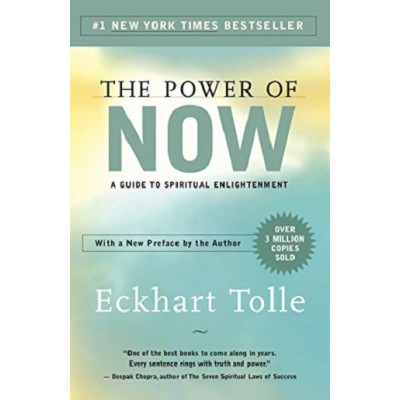 #1 NEW YORK TIMES BESTSELLER
THE POWER OF
NOW
A GUIDE TO SPIRITUAL ENLIGHTENMENT
With a New Preface by the Author
OVER
3 MILLION
COPIES
SOLD
Eckhart Tolle
"One of the best books to come along in years.
Every sentence rings with truth and power."
— Deepak Chopra, author of The Seven Spiritual Laws of Success